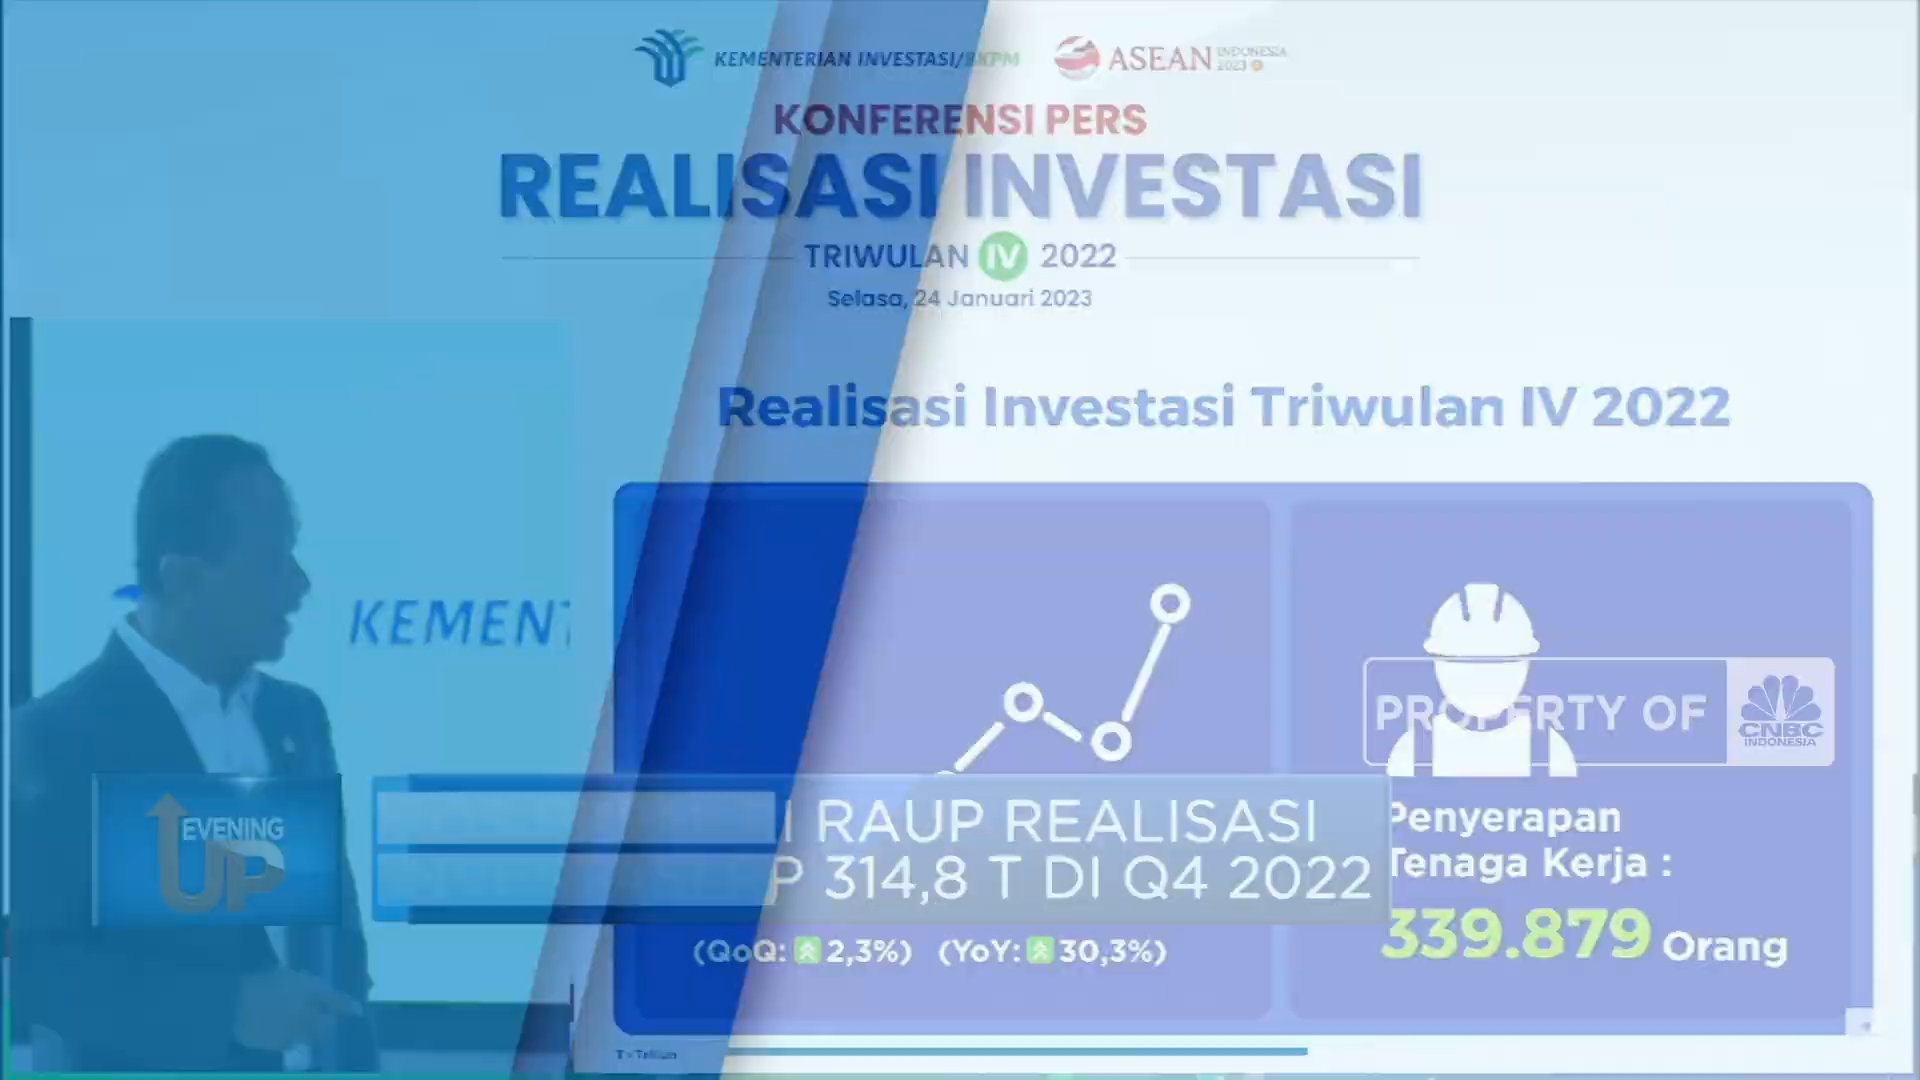 KEMENTERIAN INVESTASI/BKPM
ASEAN INDONESIA 2023
KONFERENSI PERS
REALISASI INVESTASI
TRIWULAN IV 2022
Selasa, 24 Januari 2023
Realisasi Investasi Triwulan IV 2022
KEMENT
PROPERTY OF CNBC INDONESIA
EVENING UP
I RAUP REALISASI
P 314,8 T DI Q4 2022
Penyerapan
Tenaga Kerja :
339.879 Orang
(QoQ: 2,3%) (YoY: 30,3%)
T = Triliun